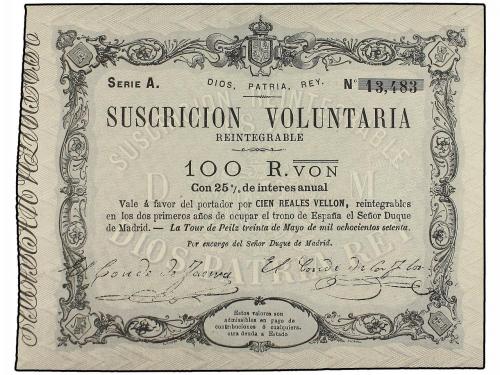 DIOS, PATRIA, REY.
SERIE A. Nº 13,483
SUSCRICION VOLUNTARIA
REINTEGRABLE
100 R. VON
Con 25 %, de interes anual
Vale á favor del portador por CIEN REALES VELLON, reintegrables
en los dos primeros años de ocupar el trono de España el Señor Duque
de Madrid. — La Tour de Peilz treinta de Mayo de mil ochocientos setenta.
Por encargo del Señor Duque de Madrid.
El Conde de
Estos valores son
admisibles en pago de
contribuciones ó cualquiera
otra deuda a Estado